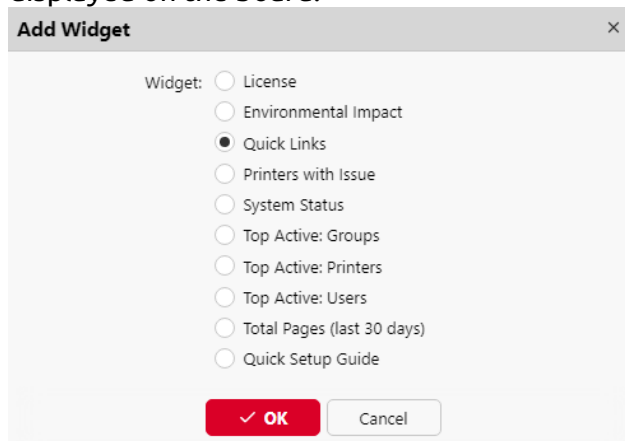 Add Widget
Widget: License
Environmental Impact
Quick Links
Printers with Issue
System Status
Top Active: Groups
Top Active: Printers
Top Active: Users
Total Pages (last 30 days)
Quick Setup Guide
OK Cancel